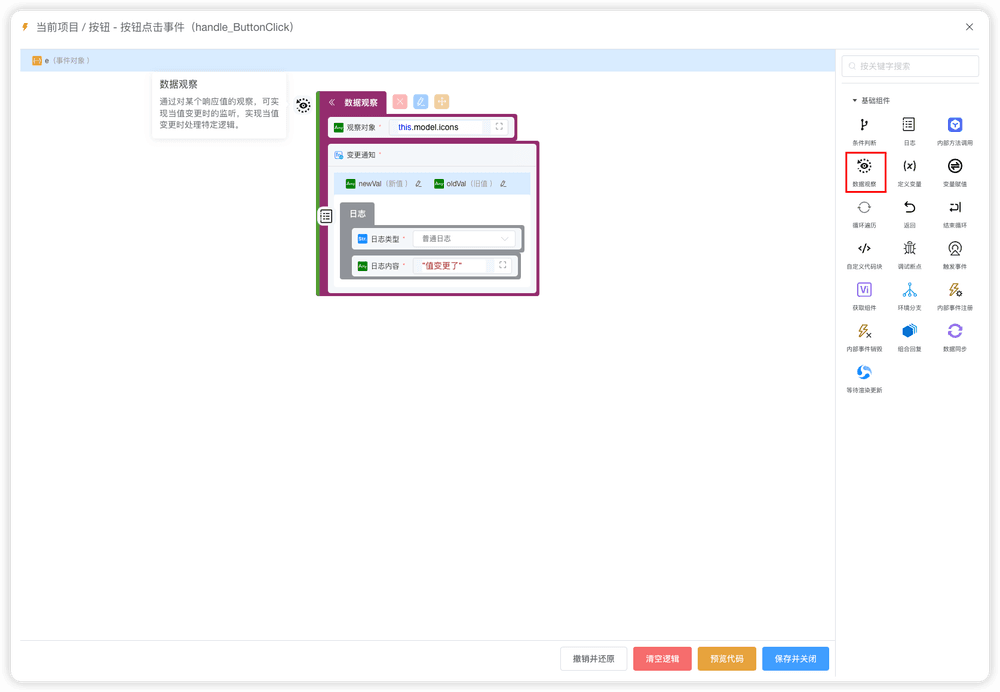 当前项目 / 按钮 - 按钮点击事件（handle_ButtonClick）
e（事件对象）
数据观察
通过对某个响应值的观察，可实
现当值变更时的监听，实现当值
变更时处理特定逻辑。
数据观察
Any 观察对象 *
this.model.icons
变更通知 *
Any newVal（新值） Any oldVal（旧值）
日志
Str 日志类型 *
普通日志
Any 日志内容 *
"值变更了"
按关键字搜索
基础组件
条件判断 日志 内部方法调用
数据观察 定义变量 变量赋值
循环遍历 返回 结束循环
自定义代码块 调试断点 触发事件
Vi
获取组件 环境分支 内部事件注册
内部事件销毁 组合回复 数据同步
等待渲染更新
撤销并还原 清空逻辑 预览代码 保存并关闭